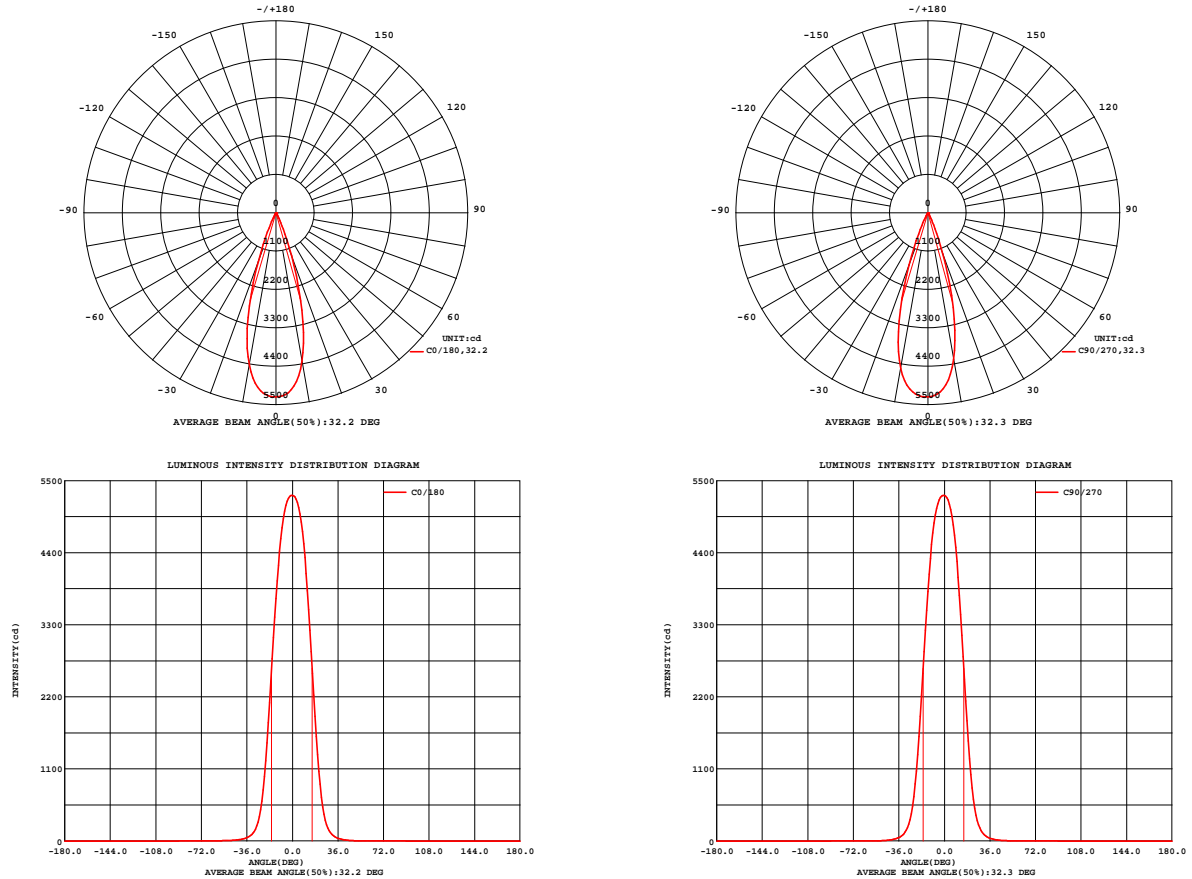 -/+180
-150
150
-120
120
-90
90
-60
60
-30
30
0
0
1100
2200
3300
4400
5500
UNIT:cd
C0/180,32.2
AVERAGE BEAM ANGLE(50%):32.2 DEG
-/+180
-150
150
-120
120
-90
90
-60
60
-30
30
0
0
1100
2200
3300
4400
5500
UNIT:cd
C90/270,32.3
AVERAGE BEAM ANGLE(50%):32.3 DEG
LUMINOUS INTENSITY DISTRIBUTION DIAGRAM
C0/180
INTENSITY(cd)
5500
4400
3300
2200
1100
0
-180.0 -144.0 -108.0 -72.0 -36.0 0.0 36.0 72.0 108.0 144.0 180.0
ANGLE(DEG)
AVERAGE BEAM ANGLE(50%):32.2 DEG
LUMINOUS INTENSITY DISTRIBUTION DIAGRAM
C90/270
INTENSITY(cd)
5500
4400
3300
2200
1100
0
-180.0 -144.0 -108.0 -72.0 -36.0 0.0 36.0 72.0 108.0 144.0 180.0
ANGLE(DEG)
AVERAGE BEAM ANGLE(50%):32.3 DEG